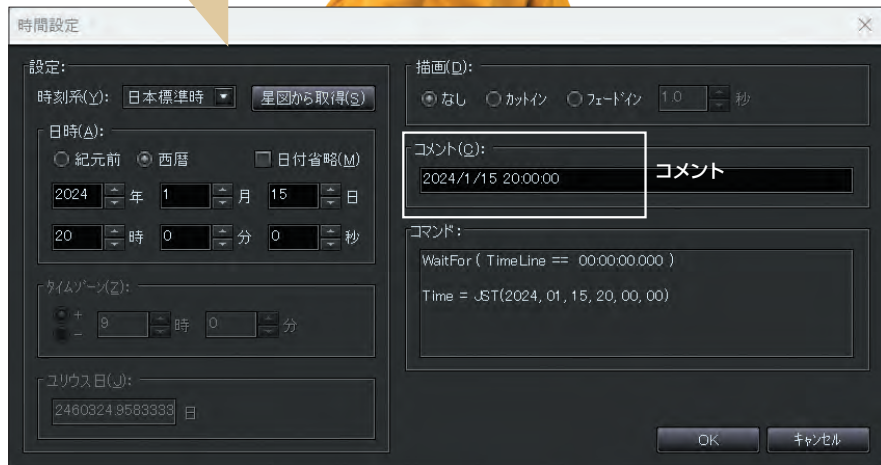 時間設定
設定:
時刻系(Y): 日本標準時 星図から取得(S)
日時(A):
紀元前 西暦 日付省略(M)
2024 年 1 月 15 日
20 時 0 分 0 秒
タイムゾーン(Z):
+
-
9 時 0 分
ユリウス日(J):
2460324.9583333 日
描画(D):
なし カットイン フェードイン 1.0 秒
コメント(C):
2024/1/15 20:00:00
コメント
コマンド:
WaitFor ( TimeLine == 00:00:00.000 )
Time = JST(2024, 01, 15, 20, 00, 00)
OK キャンセル